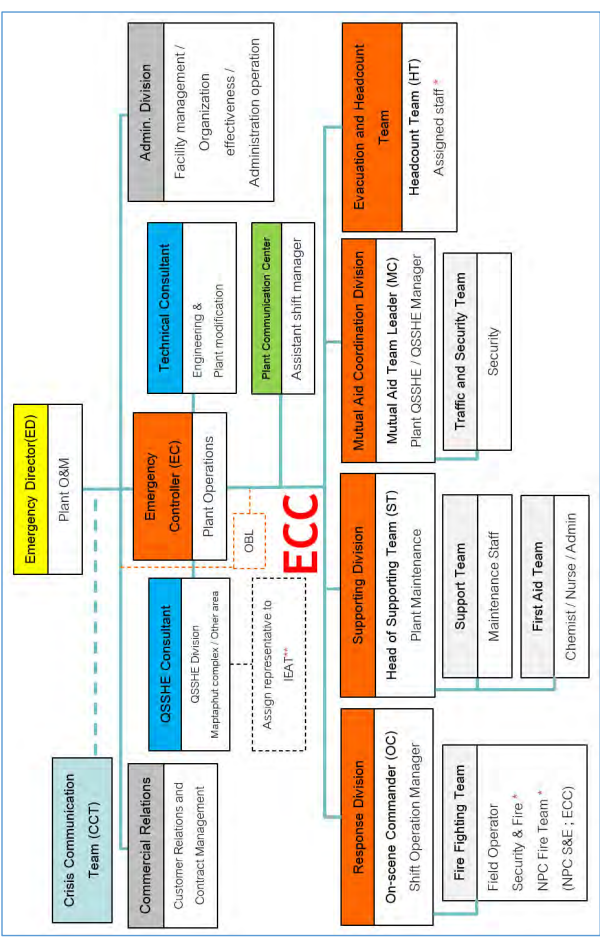 Emergency Director(ED)
Plant O&M
Crisis Communication
Team (CCT)
Commercial Relations
Customer Relations and
Contract Management
QSSHE Consultant
QSSHE Division
Maptaphut complex / Other area
Assign representative to
IEAT**
Emergency
Controller (EC)
Plant Operations
OBL
Technical Consultant
Engineering &
Plant modification
Admin. Division
Facility management /
Organization
effectiveness /
Administration operation
Plant Communication Center
Assistant shift manager
ECC
Response Division
On-scene Commander (OC)
Shift Operation Manager
Fire Fighting Team
Field Operator
Security & Fire *
NPC Fire Team *
(NPC S&E ; ECC)
Supporting Division
Head of Supporting Team (ST)
Plant Maintenance
Support Team
Maintenance Staff
First Aid Team
Chemist / Nurse / Admin
Mutual Aid Coordination Division
Mutual Aid Team Leader (MC)
Plant QSSHE / QSSHE Manager
Traffic and Security Team
Security
Evacuation and Headcount
Team
Headcount Team (HT)
Assigned staff *